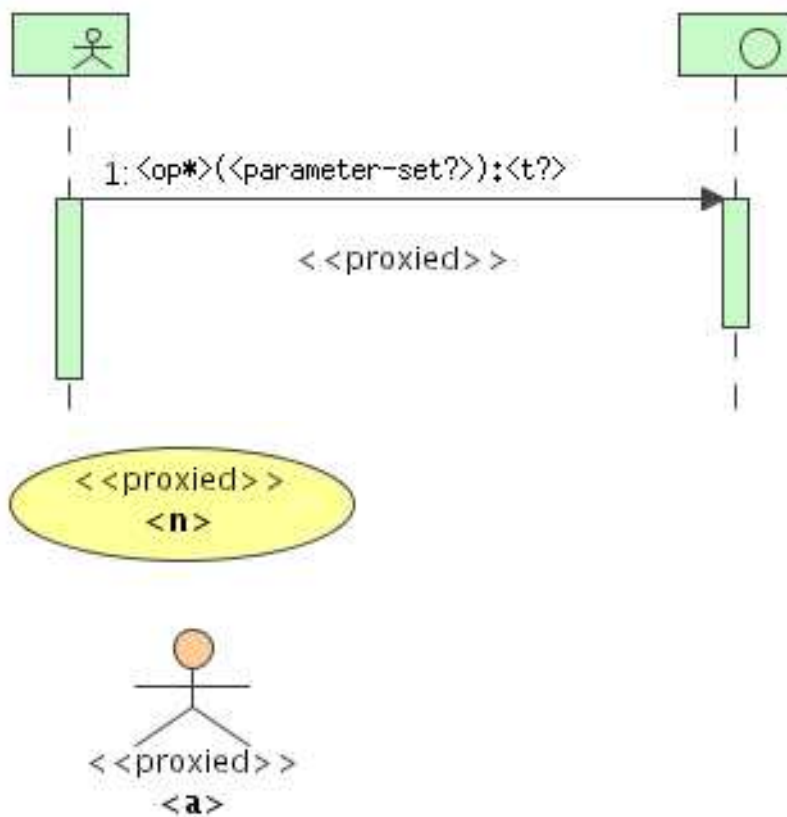 1: <op*>(<parameter-set?>):<t?>
<<proxied>>
<<proxied>>
<n>
<<proxied>>
<a>